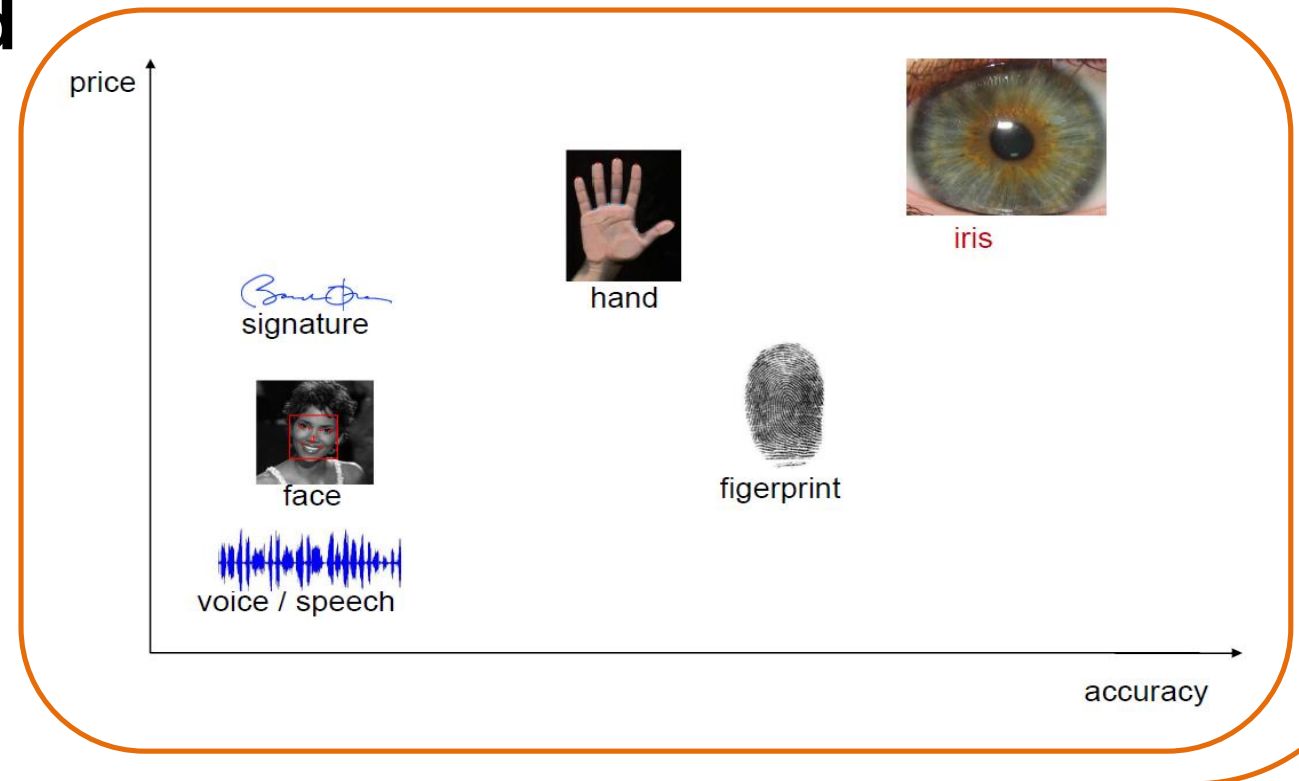 d
price
iris
hand
signature
figerprint
face
voice / speech
accuracy